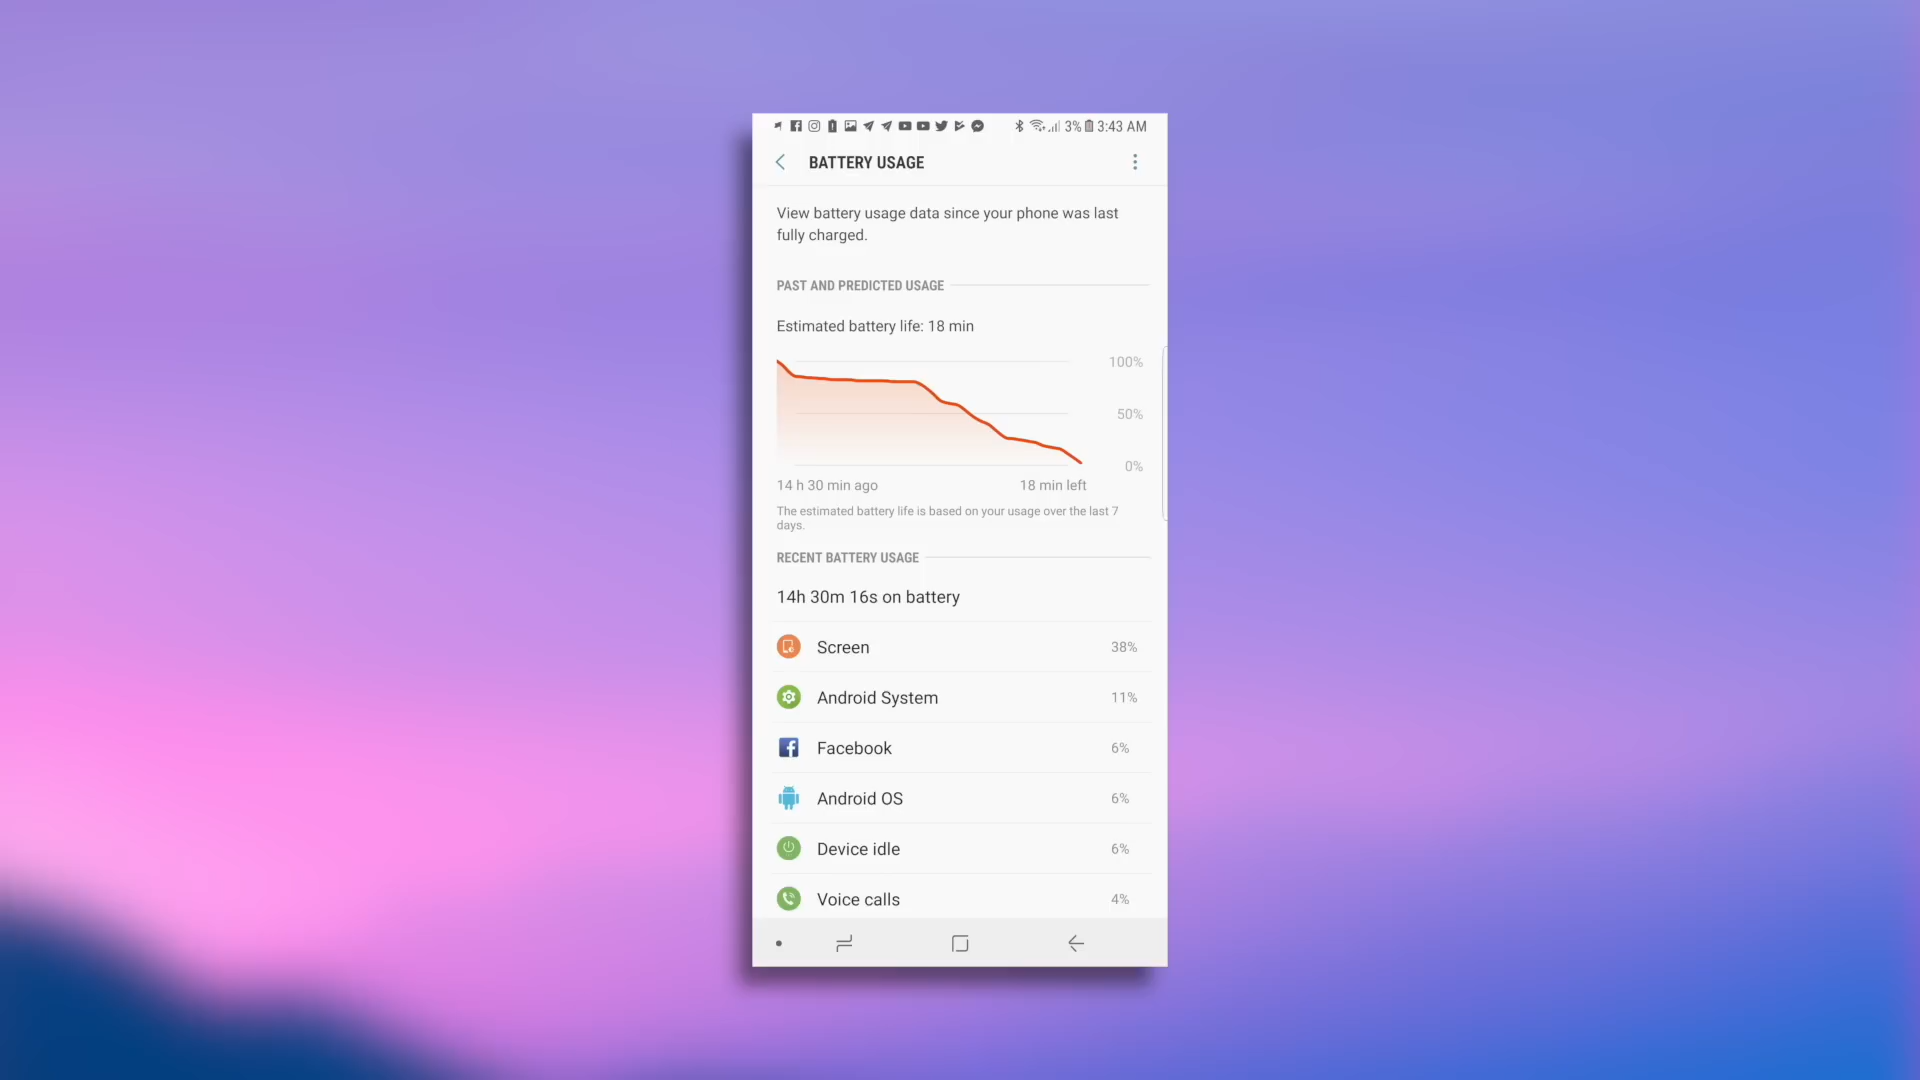 3% 3:43 AM
BATTERY USAGE
View battery usage data since your phone was last
fully charged.
PAST AND PREDICTED USAGE
Estimated battery life: 18 min
100%
50%
0%
14 h 30 min ago 18 min left
The estimated battery life is based on your usage over the last 7
days.
RECENT BATTERY USAGE
14h 30m 16s on battery
Screen 38%
Android System 11%
Facebook 6%
Android OS 6%
Device idle 6%
Voice calls 4%